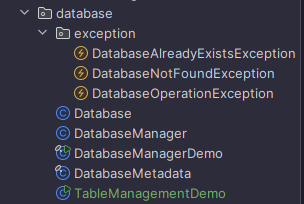 database
exception
DatabaseAlreadyExistsException
DatabaseNotFoundException
DatabaseOperationException
Database
DatabaseManager
DatabaseManagerDemo
DatabaseMetadata
TableManagementDemo